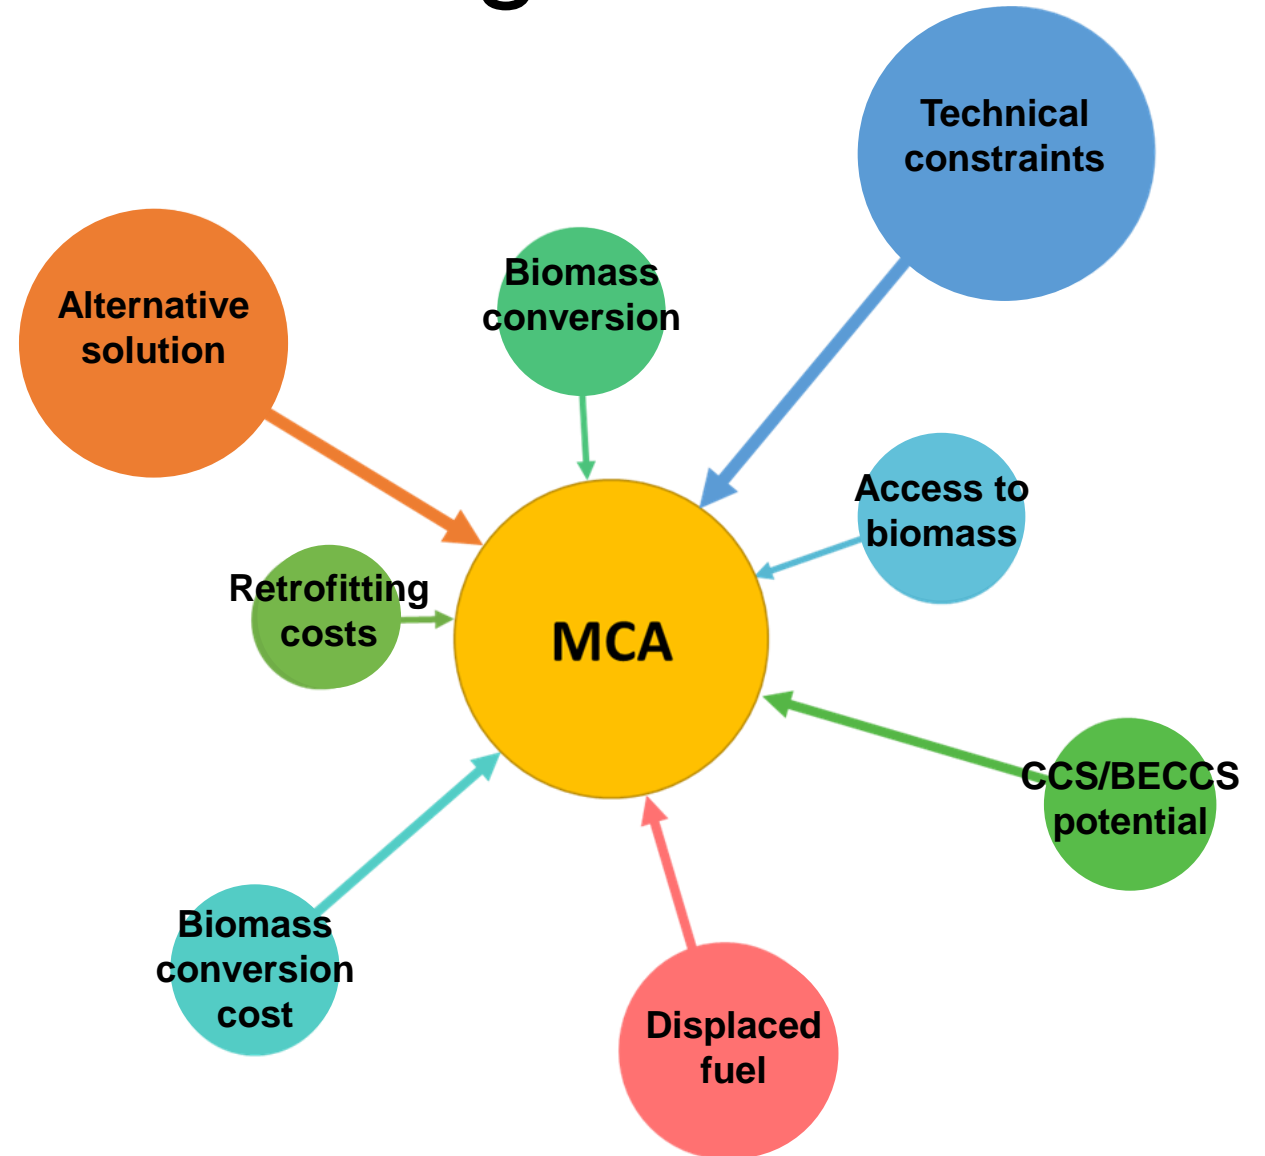 Technical
constraints
Biomass
conversion
Alternative
solution
Access to
biomass
Retrofitting
costs
MCA
CCS/BECCS
potential
Biomass
conversion
cost
Displaced
fuel